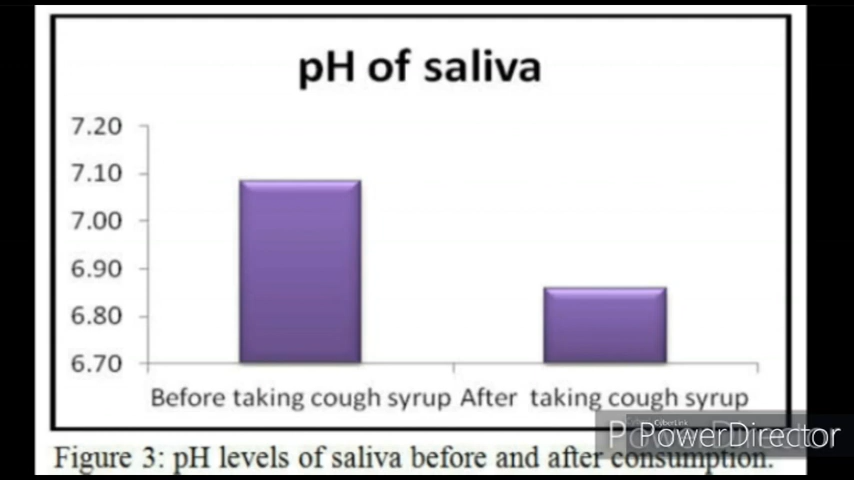 pH of saliva
7.20
7.10
7.00
6.90
6.80
6.70
Before taking cough syrup After taking cough syrup
CyberLink
PowerDirector
Figure 3: pH levels of saliva before and after consumption.